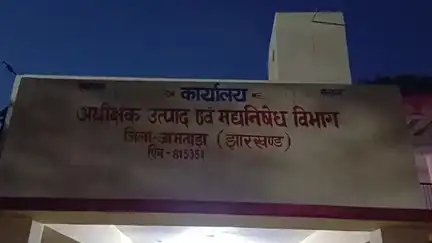 कार्यालय
अधीक्षक उत्पाद एवं मद्यनिषेध विभाग
जिला-जामताड़ा (झारखण्ड)
पिन - 815351